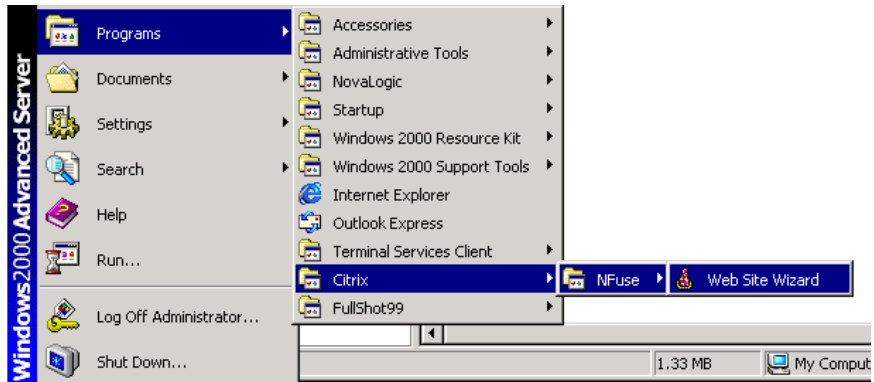 Windows2000 Advanced Server
Programs
Documents
Settings
Search
Help
Run...
Log Off Administrator...
Shut Down...
Accessories
Administrative Tools
NovaLogic
Startup
Windows 2000 Resource Kit
Windows 2000 Support Tools
Internet Explorer
Outlook Express
Terminal Services Client
Citrix
FullShot99
NFuse
Web Site Wizard
1.33 MB
My Comput